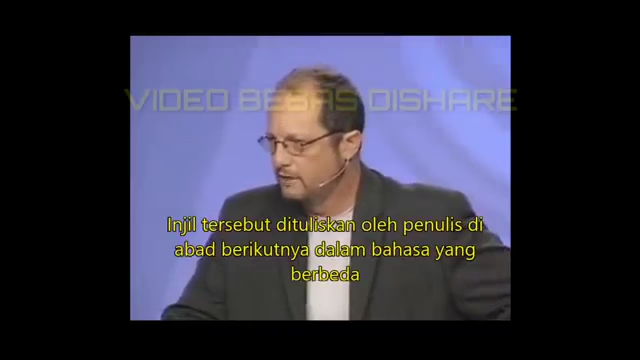 VIDEO BEBAS DISHARE
Injil tersebut dituliskan oleh penulis di
abad berikutnya dalam bahasa yang
berbeda